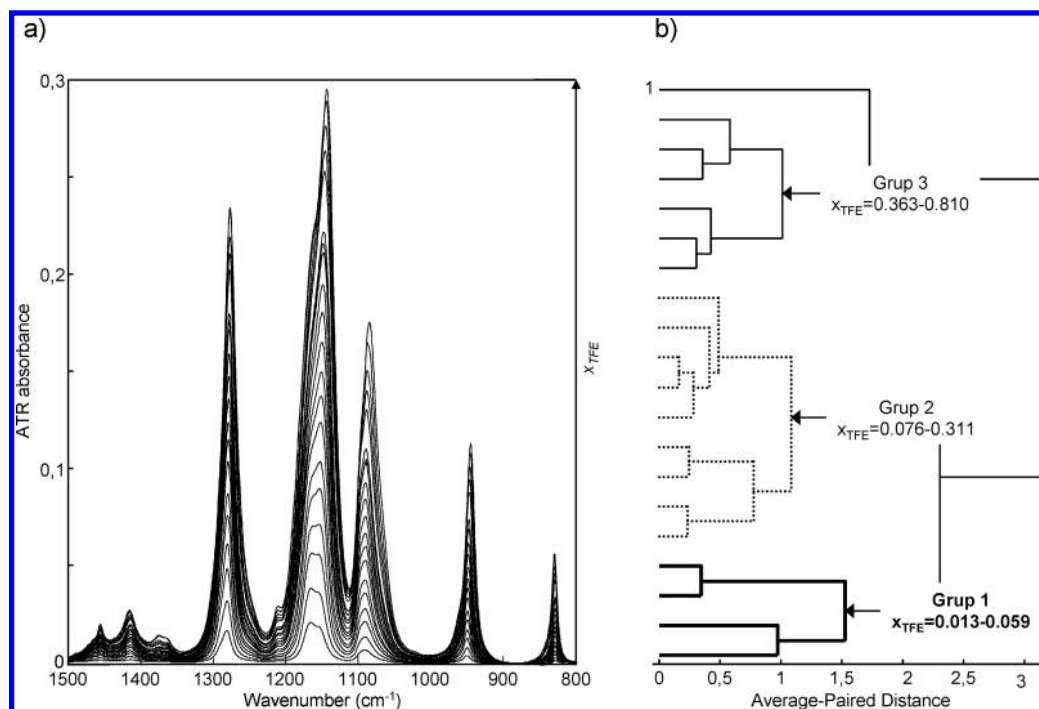 a)
0,3
0,2
0,1
0
ATR absorbance
1500 1400 1300 1200 1100 1000 900 800
Wavenumber (cm⁻¹)
x_TFE
b)
1
Grup 3
x_TFE=0.363-0.810
Grup 2
x_TFE=0.076-0.311
Grup 1
x_TFE=0.013-0.059
0 0,5 1 1,5 2 2,5 3
Average-Paired Distance